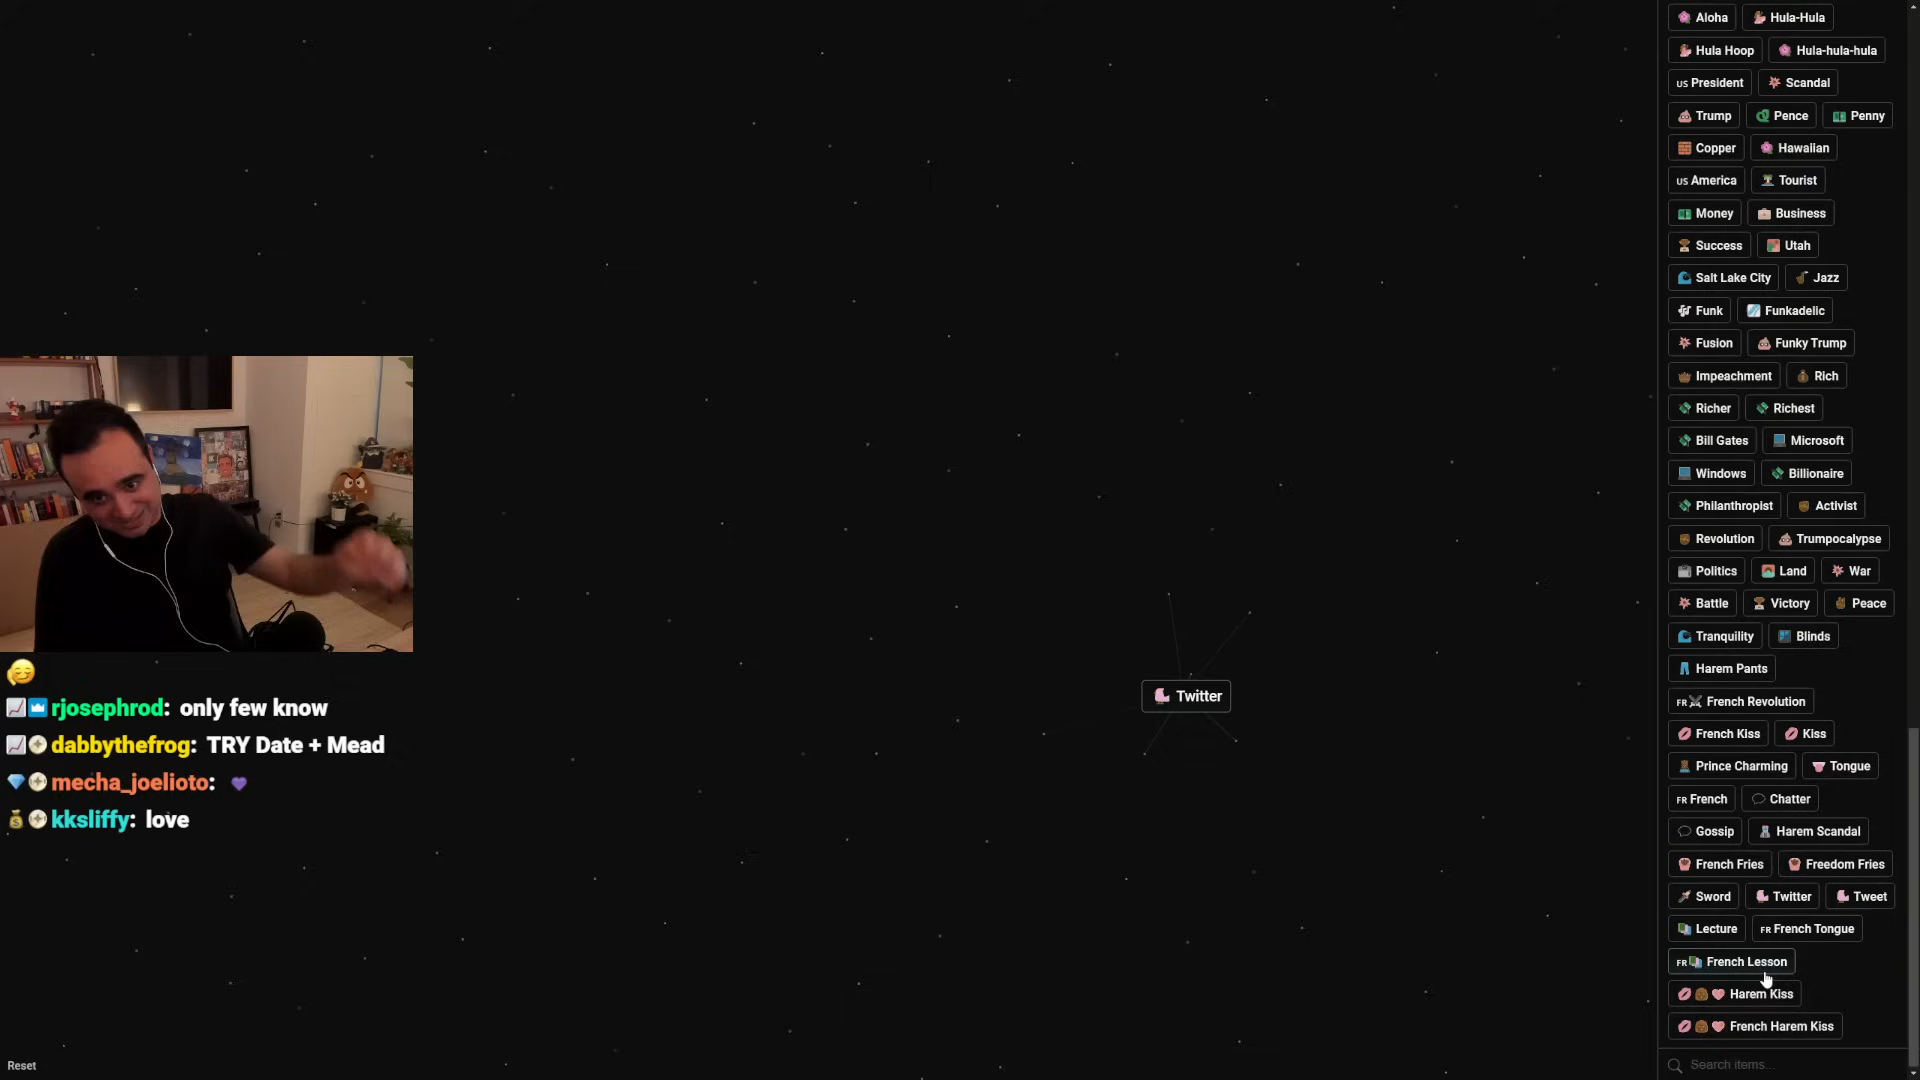 Aloha Hula-Hula
Hula Hoop Hula-hula-hula
US President Scandal
Trump Pence Penny
Copper Hawaiian
US America Tourist
Money Business
Success Utah
Salt Lake City Jazz
Funk Funkadelic
Fusion Funky Trump
Impeachment Rich
Richer Richest
Bill Gates Microsoft
Windows Billionaire
Philanthropist Activist
Revolution Trumpocalypse
Politics Land War
Battle Victory Peace
Tranquility Blinds
Harem Pants
FR French Revolution
French Kiss Kiss
Prince Charming Tongue
FR French Chatter
Gossip Harem Scandal
French Fries Freedom Fries
Sword Twitter Tweet
Lecture FR French Tongue
FR French Lesson
Harem Kiss
French Harem Kiss
Search items...
Twitter
rjosephrod: only few know
dabbythefrog: TRY Date + Mead
mecha_joelioto: 💜
kksliffy: love
Reset